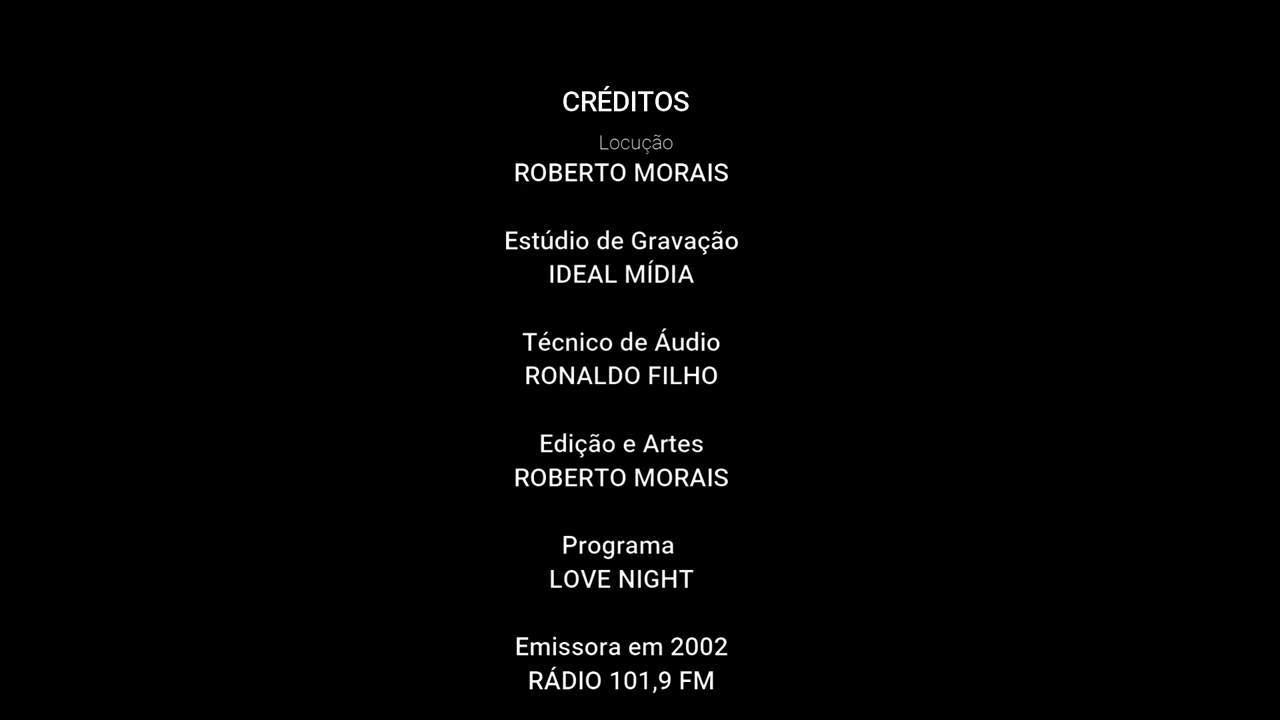 CRÉDITOS
Locução
ROBERTO MORAIS
Estúdio de Gravação
IDEAL MÍDIA
Técnico de Áudio
RONALDO FILHO
Edição e Artes
ROBERTO MORAIS
Programa
LOVE NIGHT
Emissora em 2002
RÁDIO 101,9 FM